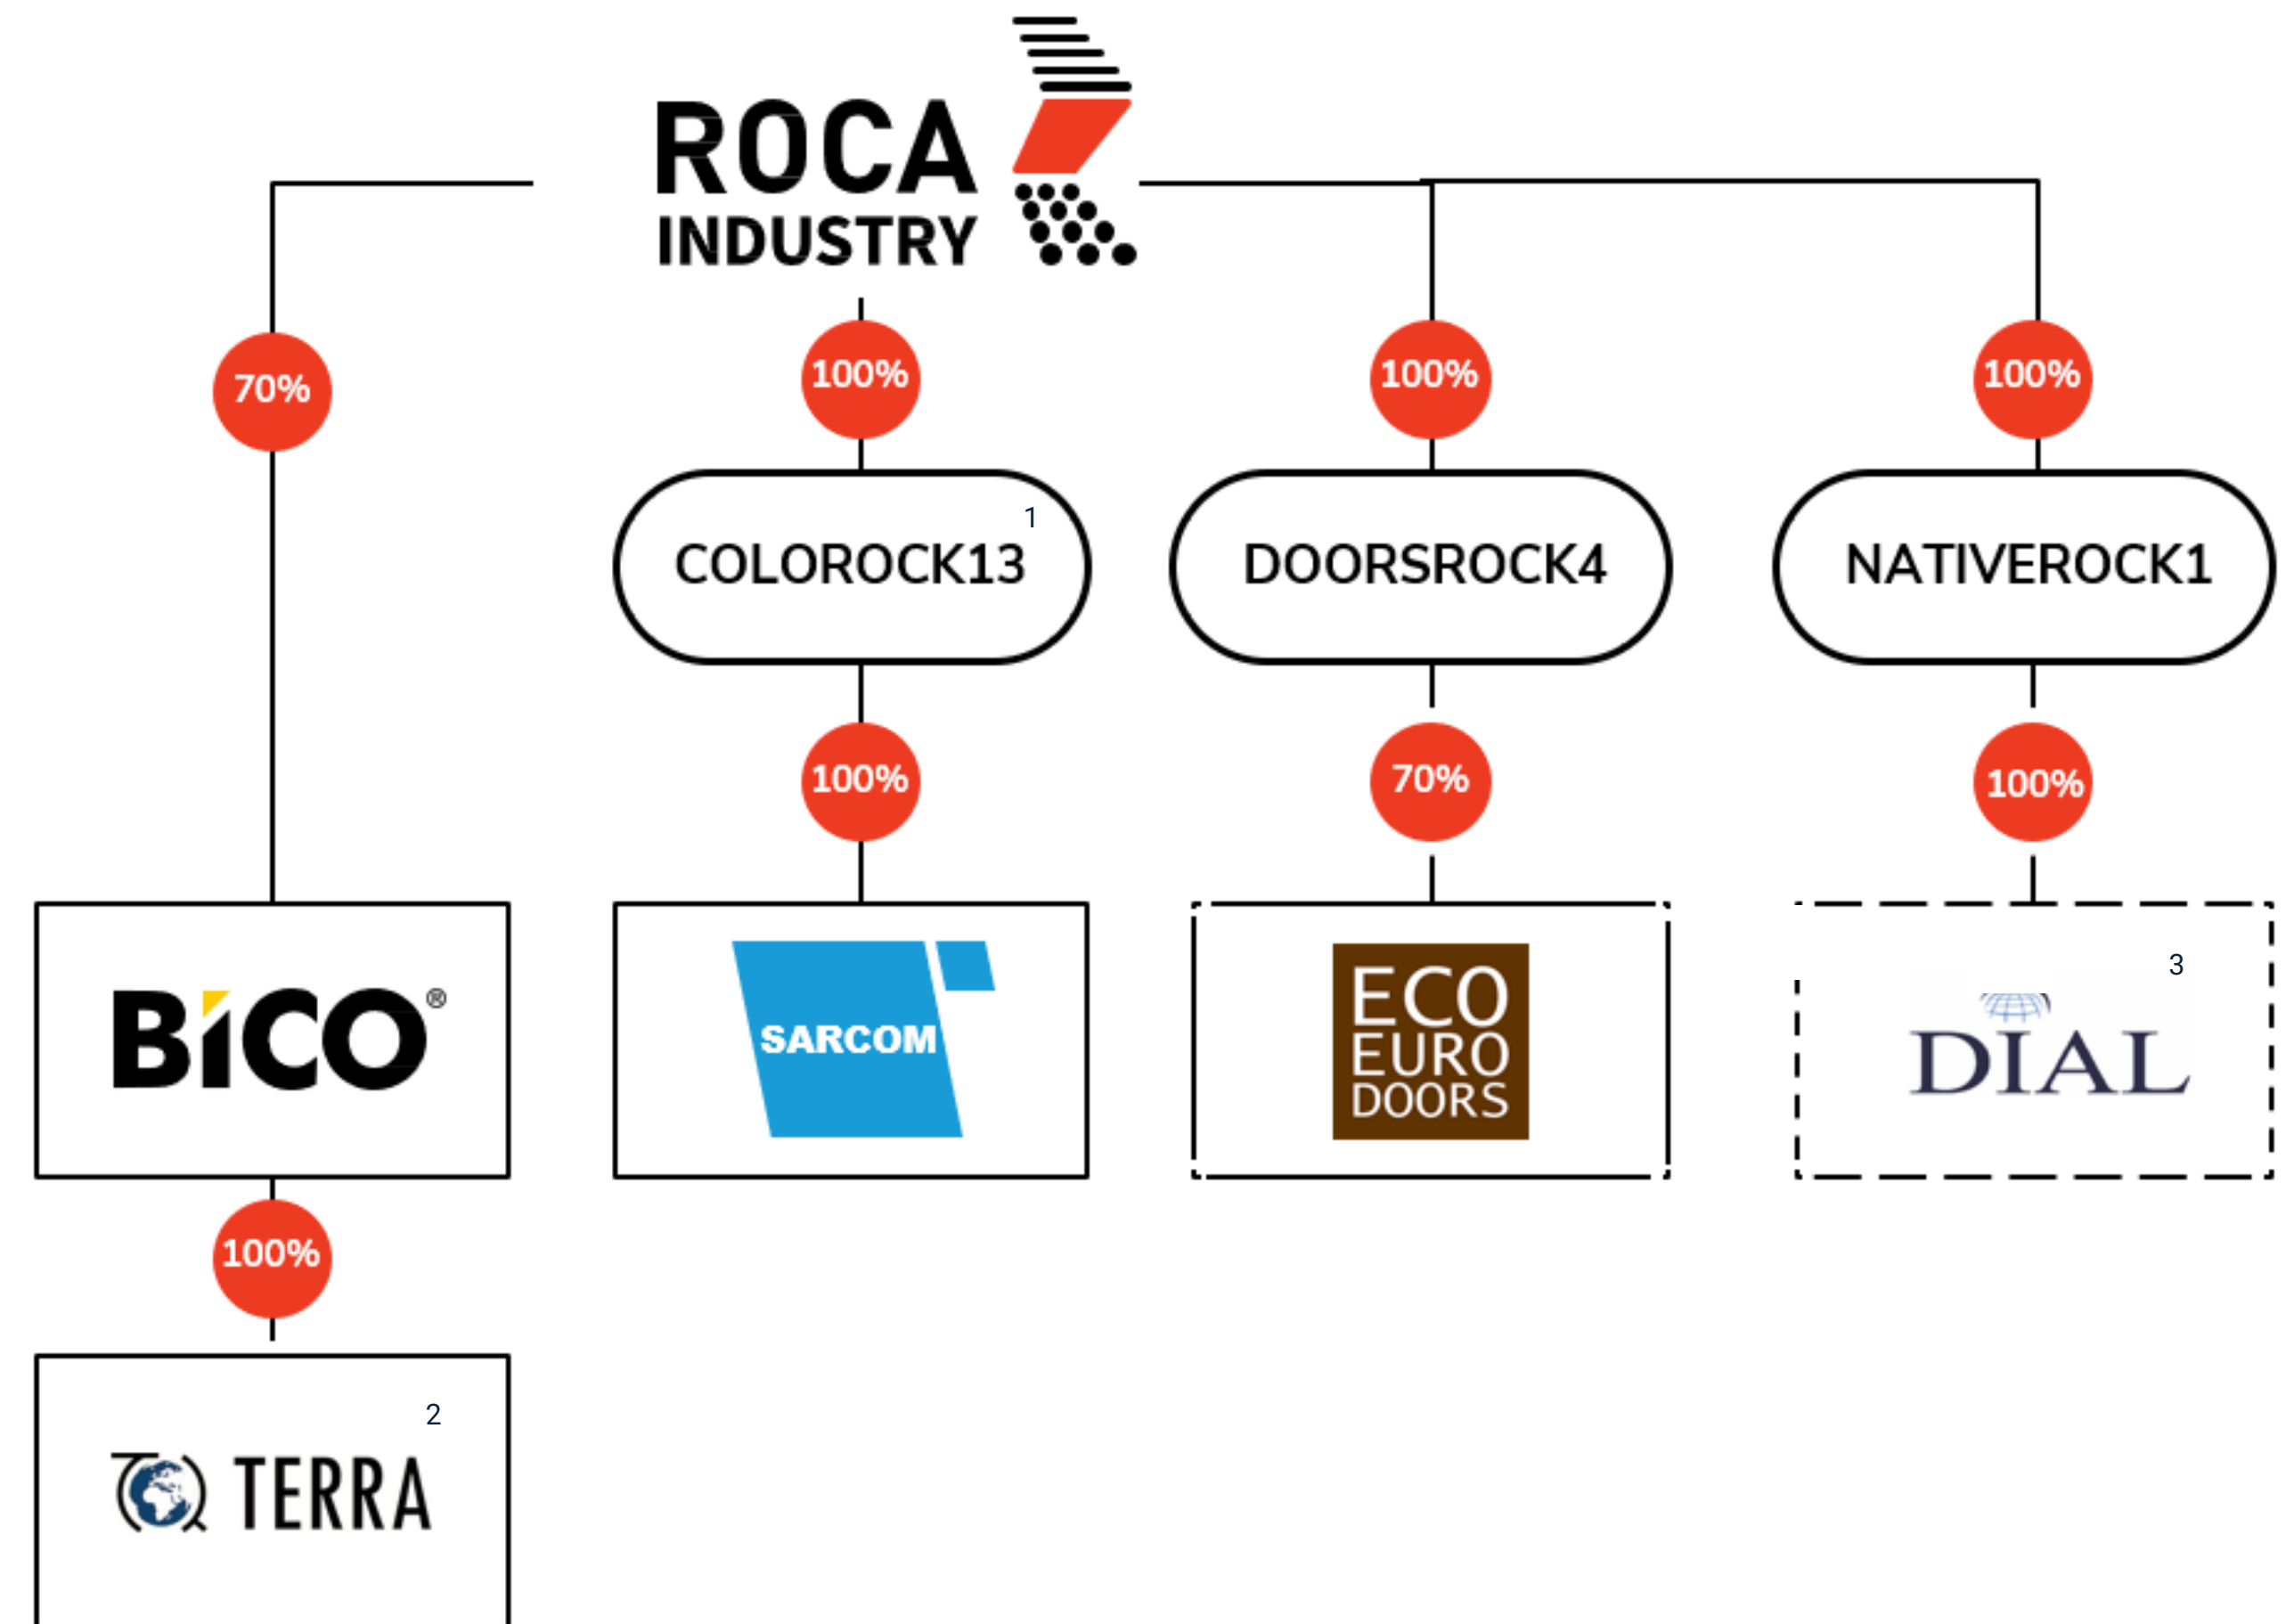 ROCA
INDUSTRY
70%
100%
100%
100%
1
COLOROCK13
DOORSROCK4
NATIVEROCK1
100%
70%
100%
BiCO®
SARCOM
ECO
EURO
DOORS
3
DIAL
100%
2
TERRA